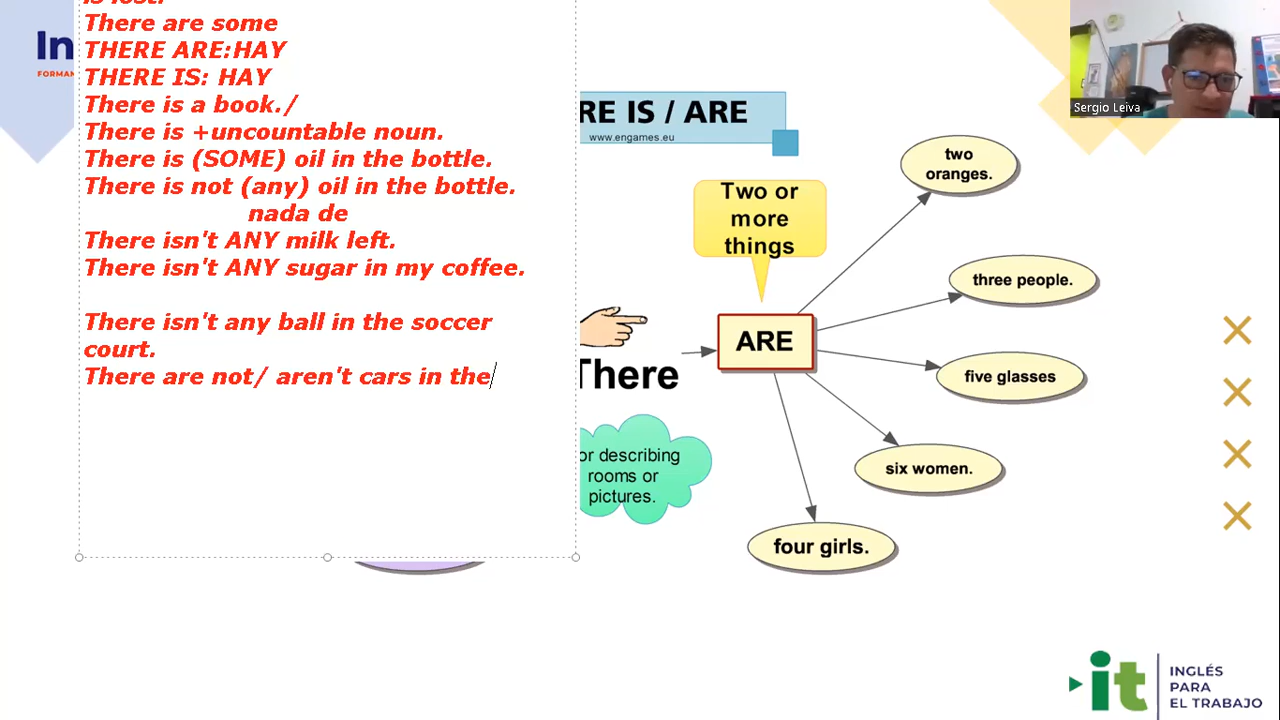 is lost.
There are some
THERE ARE:HAY
THERE IS: HAY
There is a book./
There is +uncountable noun.
There is (SOME) oil in the bottle.
There is not (any) oil in the bottle.
nada de
There isn't ANY milk left.
There isn't ANY sugar in my coffee.
There isn't any ball in the soccer
court.
There are not/ aren't cars in the
In
FORMAN
RE IS / ARE
www.engames.eu
Two or
more
things
ARE
There
or describing
rooms or
pictures.
two
oranges.
three people.
five glasses
six women.
four girls.
Sergio Leiva
it
INGLÉS
PARA
EL TRABAJO